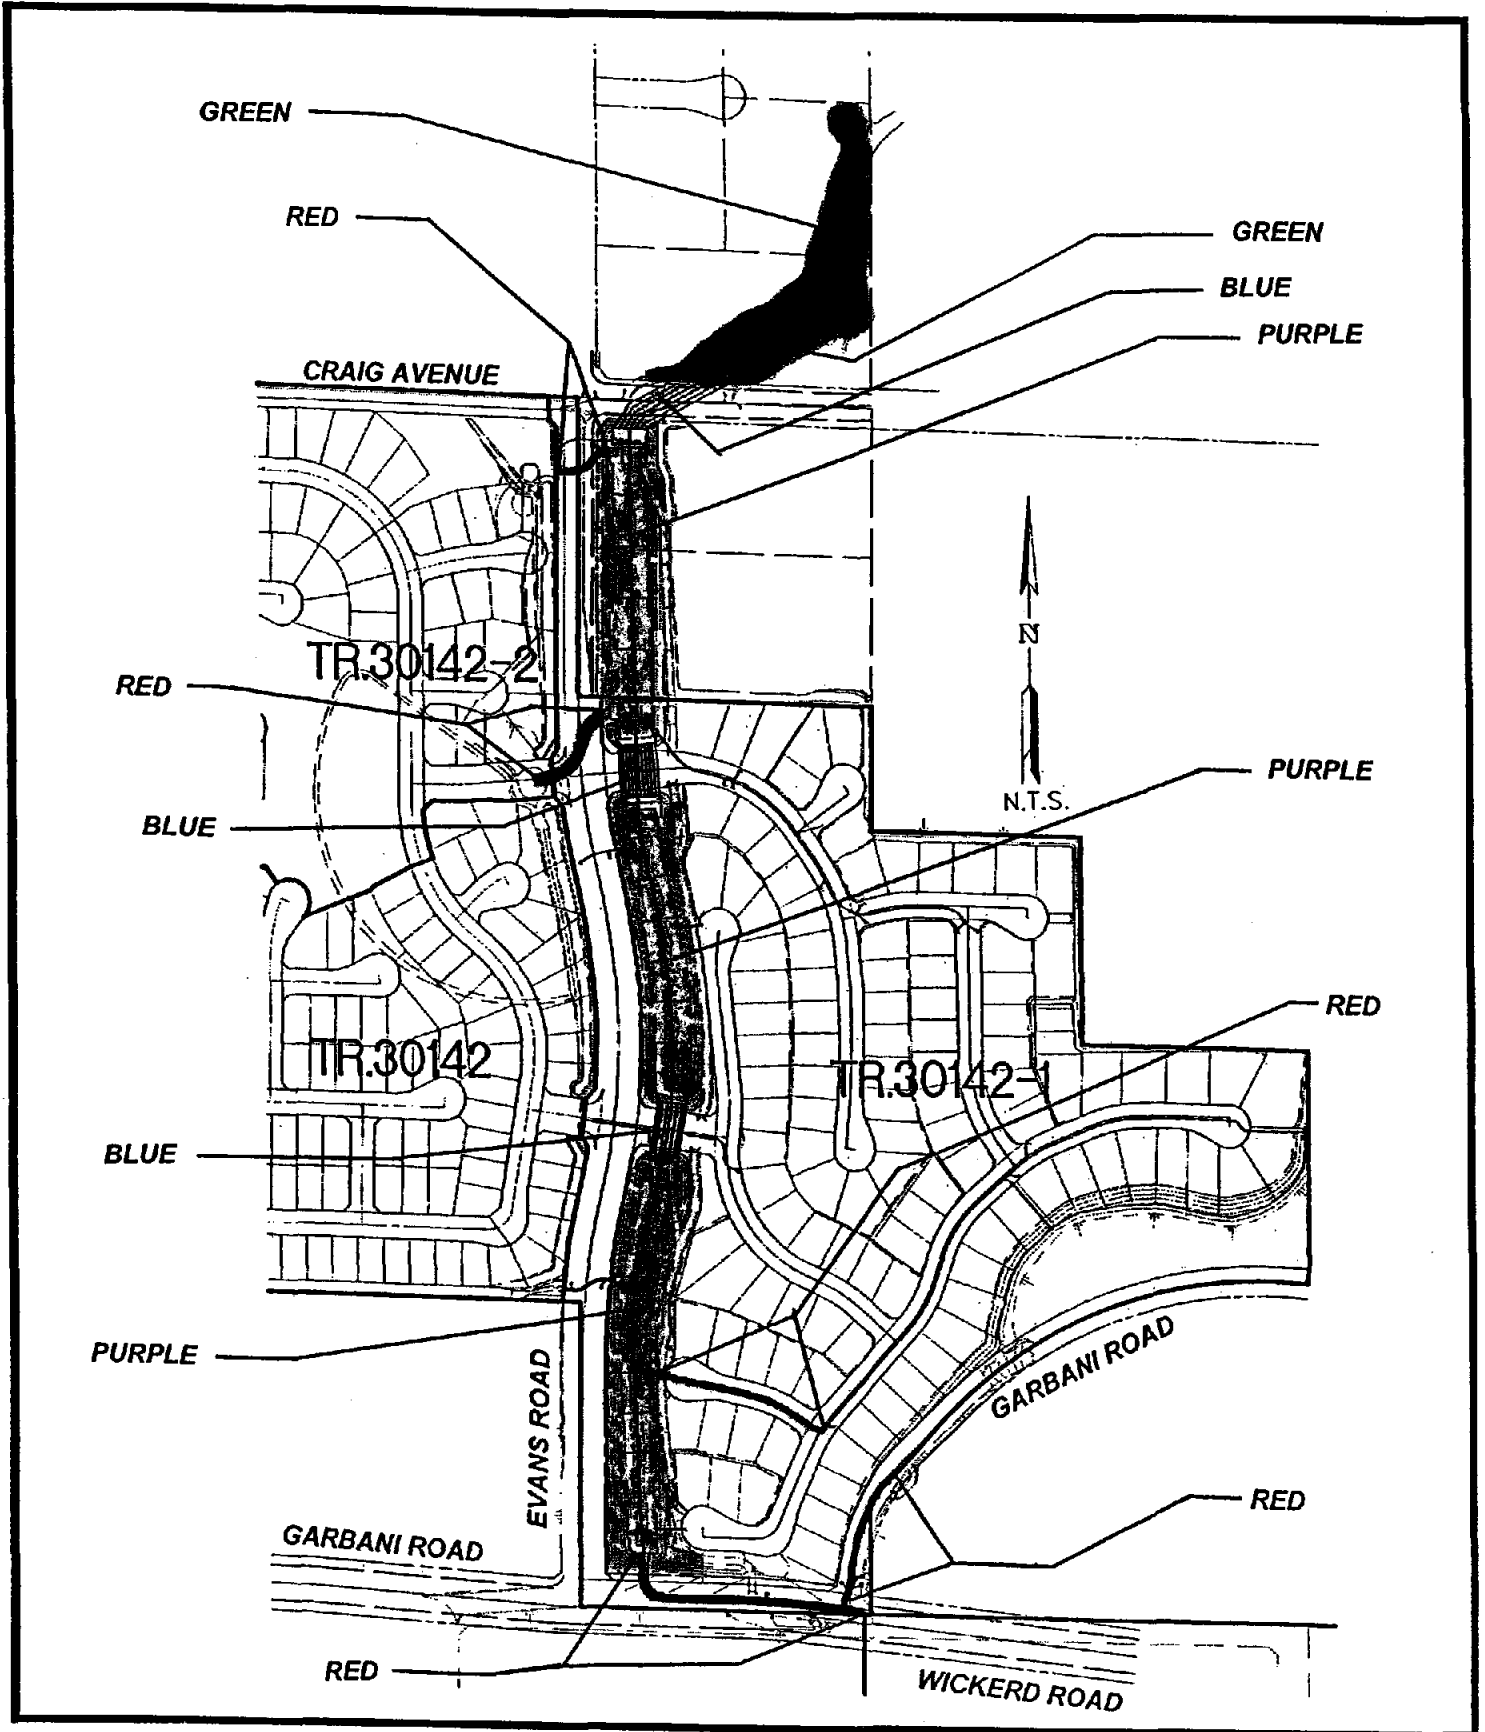 GREEN
RED
GREEN
BLUE
PURPLE
CRAIG AVENUE
N
TR.30142-2
RED
PURPLE
N.T.S.
BLUE
RED
TR.30142
TR.30142-1
BLUE
PURPLE
EVANS ROAD
GARBANI ROAD
RED
GARBANI ROAD
RED
WICKERD ROAD